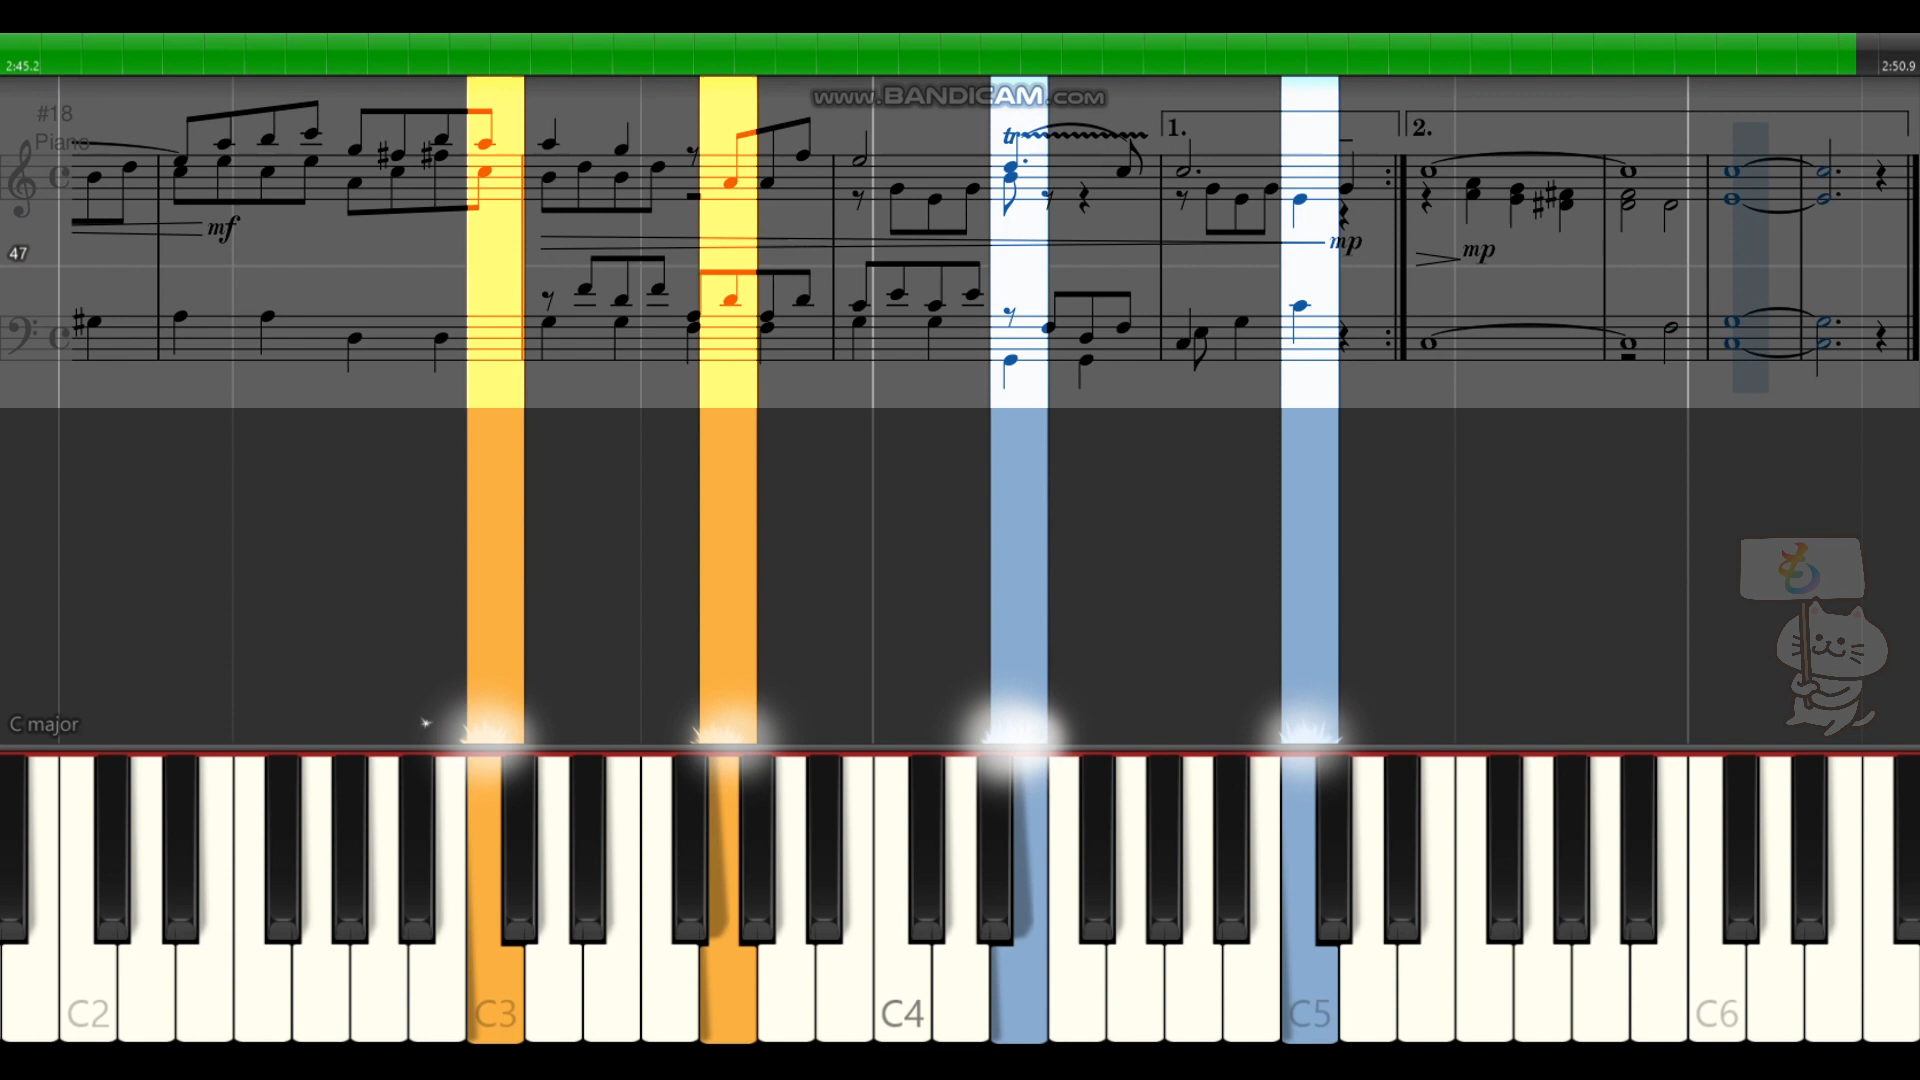 2:45.2
2:50.9
www.BANDICAM.com
#18
Piano
tr
1.
2.
mf
mp
mp
47
も
C major
C2
C3
C4
C5
C6